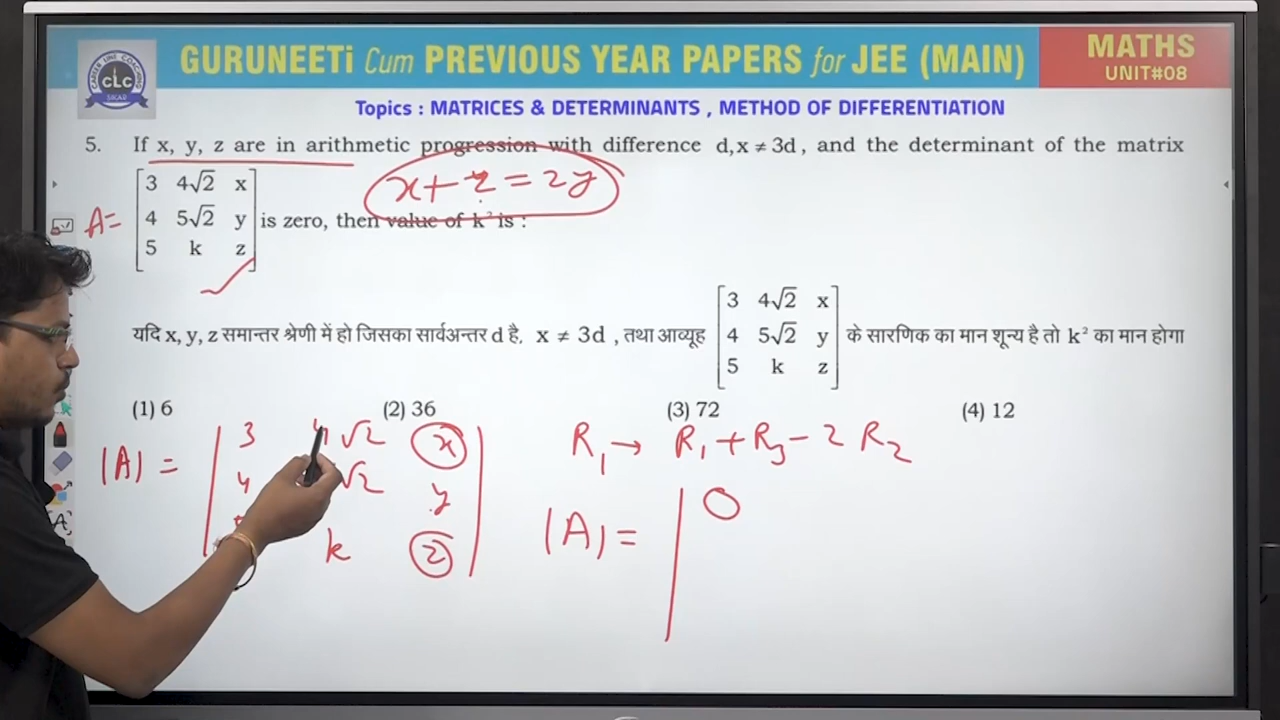 GURUNEETi Cum PREVIOUS YEAR PAPERS for JEE (MAIN)
MATHS
UNIT#08
CLC
Topics : MATRICES & DETERMINANTS , METHOD OF DIFFERENTIATION
5. If x, y, z are in arithmetic progression with difference d, x ≠ 3d, and the determinant of the matrix
x + z = 2y
A =
3 4√2 x
4 5√2 y
5 k z
is zero, then value of k² is :
यदि x, y, z समान्तर श्रेणी में हो जिसका सार्वअन्तर d है, x ≠ 3d , तथा आव्यूह
3 4√2 x
4 5√2 y
5 k z
के सारणिक का मान शून्य है तो k² का मान होगा
(1) 6 (2) 36 (3) 72 (4) 12
|A| =
3 4√2 x
4 √2 y
k z
R₁ → R₁ + R₃ − 2 R₂
|A| = | 0